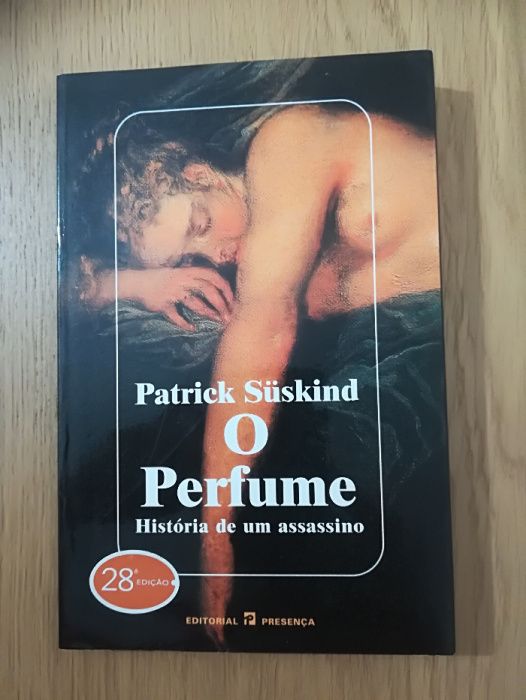 Patrick Süskind
O
Perfume
História de um assassino
28ª EDIÇÃO
EDITORIAL P PRESENÇA